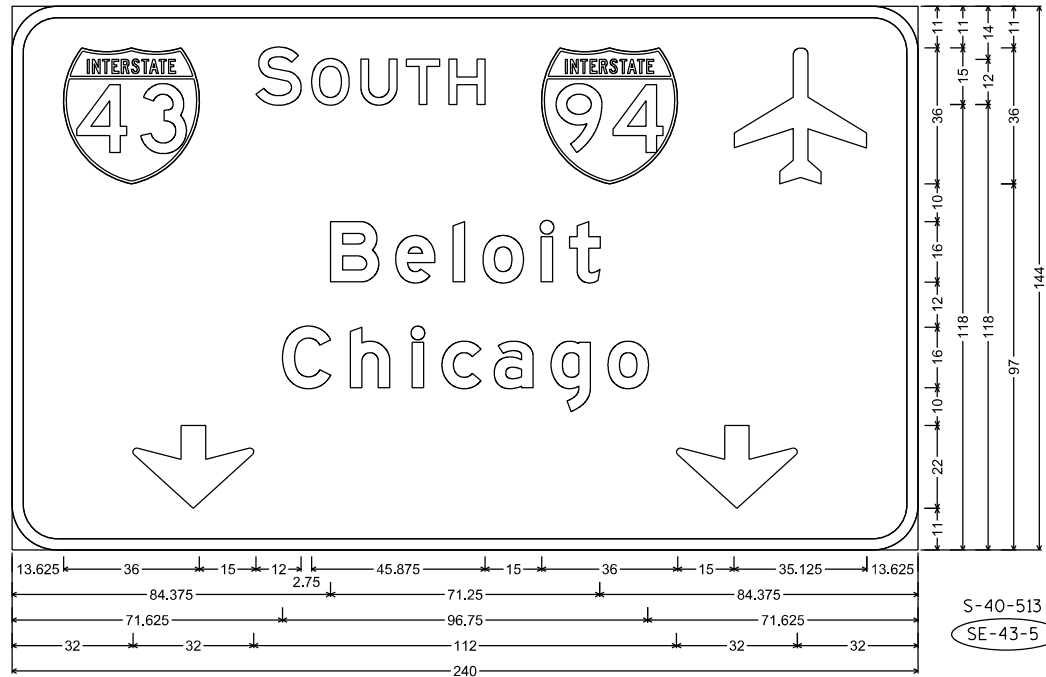 INTERSTATE
43
SOUTH
INTERSTATE
94
Beloit
Chicago
11 36 10 16 12 16 10 22 11
11 15 118
14 12 118
11 36 97
144
13.625 36 15 12 2.75 45.875 15 36 15 35.125 13.625
84.375 71.25 84.375
71.625 96.75 71.625
32 32 112 32 32
240
S-40-513
SE-43-5